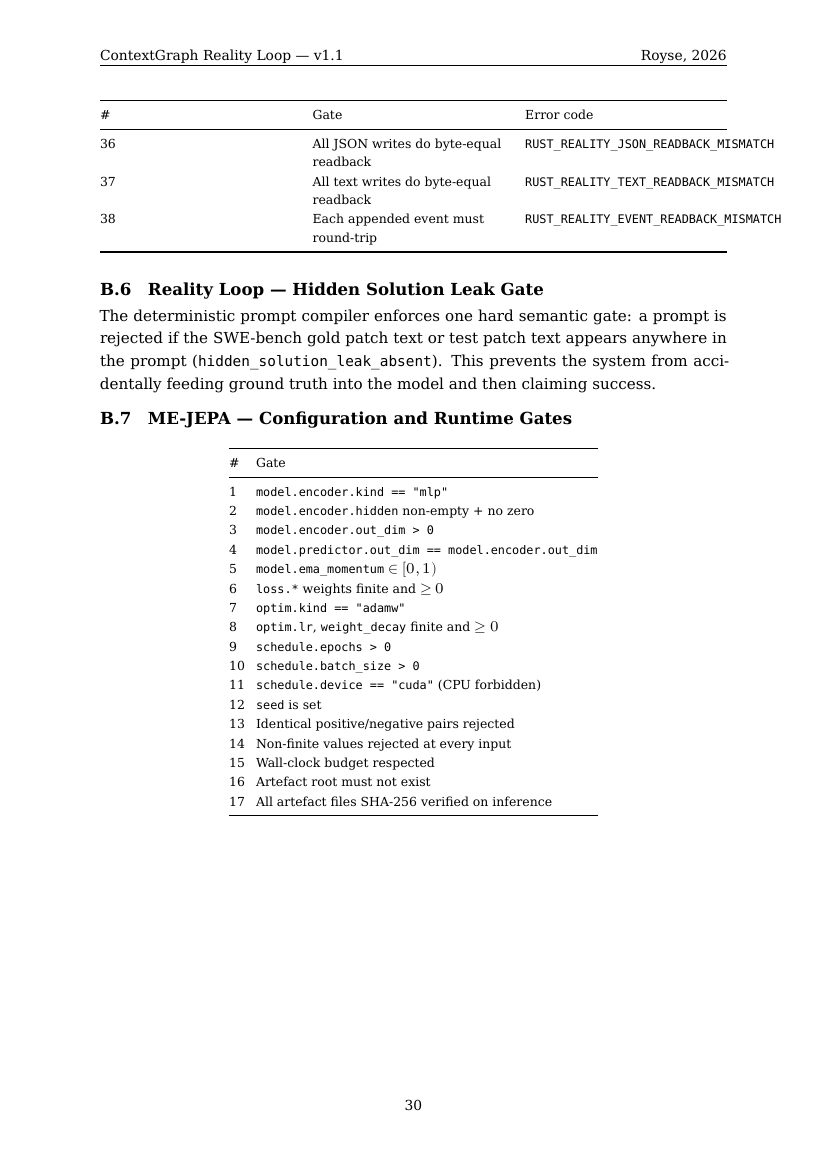 ContextGraph Reality Loop — v1.1 Royse, 2026
# Gate Error code
36 All JSON writes do byte-equal RUST_REALITY_JSON_READBACK_MISMATCH
readback
37 All text writes do byte-equal RUST_REALITY_TEXT_READBACK_MISMATCH
readback
38 Each appended event must RUST_REALITY_EVENT_READBACK_MISMATCH
round-trip
B.6 Reality Loop — Hidden Solution Leak Gate
The deterministic prompt compiler enforces one hard semantic gate: a prompt is
rejected if the SWE-bench gold patch text or test patch text appears anywhere in
the prompt (hidden_solution_leak_absent). This prevents the system from acci-
dentally feeding ground truth into the model and then claiming success.
B.7 ME-JEPA — Configuration and Runtime Gates
# Gate
1 model.encoder.kind == "mlp"
2 model.encoder.hidden non-empty + no zero
3 model.encoder.out_dim > 0
4 model.predictor.out_dim == model.encoder.out_dim
5 model.ema_momentum ∈ [0, 1)
6 loss.* weights finite and ≥ 0
7 optim.kind == "adamw"
8 optim.lr, weight_decay finite and ≥ 0
9 schedule.epochs > 0
10 schedule.batch_size > 0
11 schedule.device == "cuda" (CPU forbidden)
12 seed is set
13 Identical positive/negative pairs rejected
14 Non-finite values rejected at every input
15 Wall-clock budget respected
16 Artefact root must not exist
17 All artefact files SHA-256 verified on inference
30